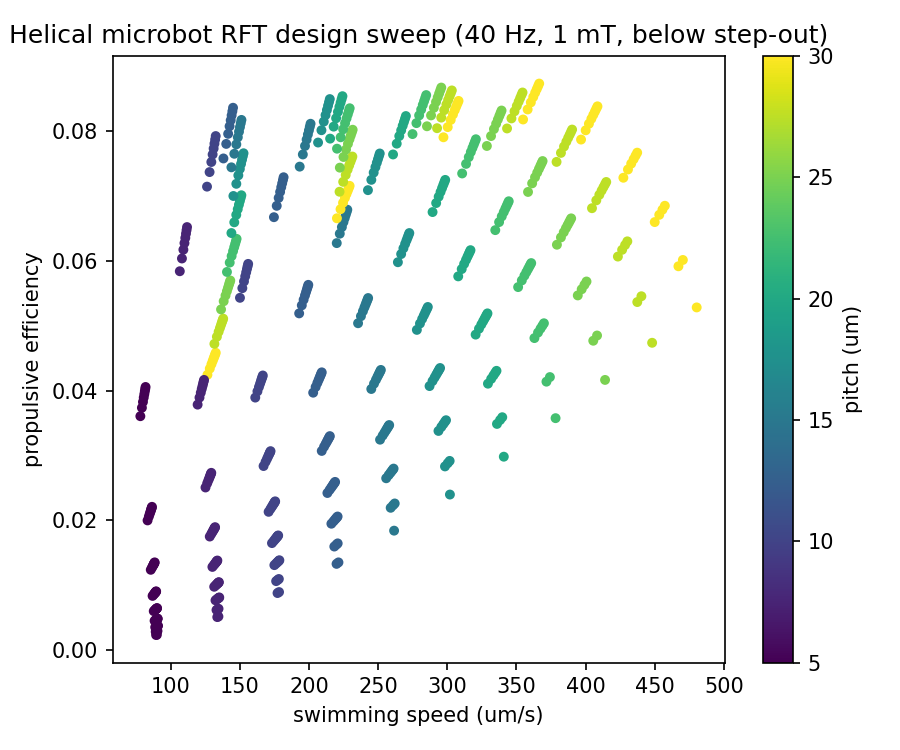 Helical microbot RFT design sweep (40 Hz, 1 mT, below step-out)
propulsive efficiency
0.08
0.06
0.04
0.02
0.00
100 150 200 250 300 350 400 450 500
swimming speed (um/s)
30
25
20
15
10
5
pitch (um)